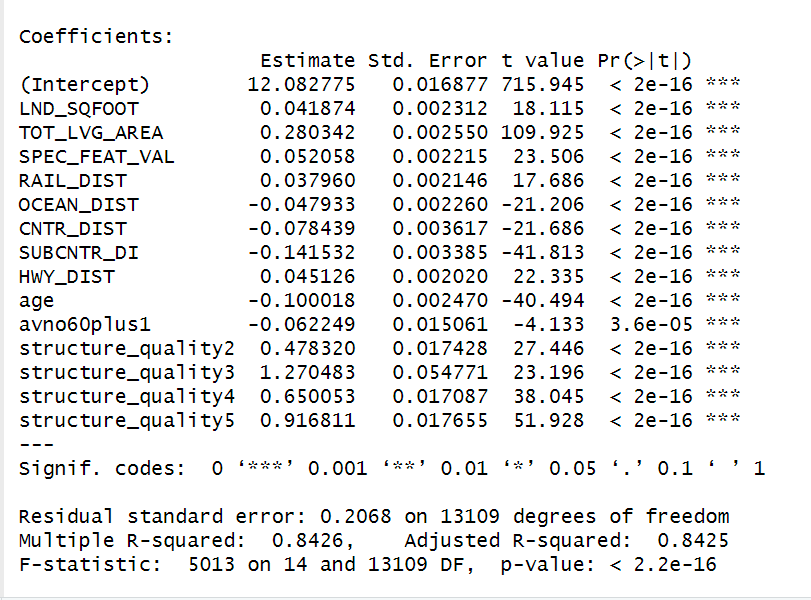 Coefficients:
                    Estimate Std. Error t value Pr(>|t|)
(Intercept)        12.082775   0.016877 715.945  < 2e-16 ***
LND_SQFOOT          0.041874   0.002312  18.115  < 2e-16 ***
TOT_LVG_AREA        0.280342   0.002550 109.925  < 2e-16 ***
SPEC_FEAT_VAL       0.052058   0.002215  23.506  < 2e-16 ***
RAIL_DIST           0.037960   0.002146  17.686  < 2e-16 ***
OCEAN_DIST         -0.047933   0.002260 -21.206  < 2e-16 ***
CNTR_DIST          -0.078439   0.003617 -21.686  < 2e-16 ***
SUBCNTR_DI         -0.141532   0.003385 -41.813  < 2e-16 ***
HWY_DIST            0.045126   0.002020  22.335  < 2e-16 ***
age                -0.100018   0.002470 -40.494  < 2e-16 ***
avno60plus1        -0.062249   0.015061  -4.133  3.6e-05 ***
structure_quality2  0.478320   0.017428  27.446  < 2e-16 ***
structure_quality3  1.270483   0.054771  23.196  < 2e-16 ***
structure_quality4  0.650053   0.017087  38.045  < 2e-16 ***
structure_quality5  0.916811   0.017655  51.928  < 2e-16 ***
---
Signif. codes:  0 ‘***’ 0.001 ‘**’ 0.01 ‘*’ 0.05 ‘.’ 0.1 ‘ ’ 1

Residual standard error: 0.2068 on 13109 degrees of freedom
Multiple R-squared:  0.8426,    Adjusted R-squared:  0.8425
F-statistic:  5013 on 14 and 13109 DF,  p-value: < 2.2e-16